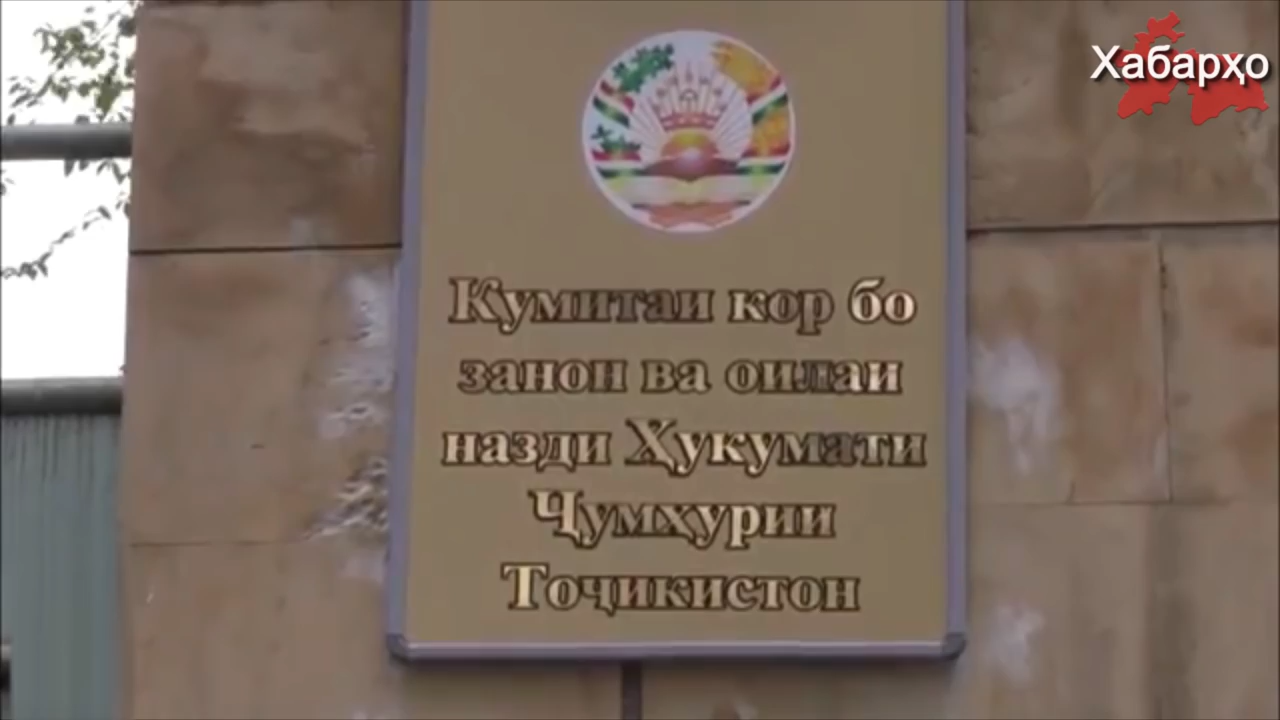 Хабарҳо
Кумитаи кор бо
занон ва оилаи
назди Ҳукумати
Ҷумҳурии
Тоҷикистон